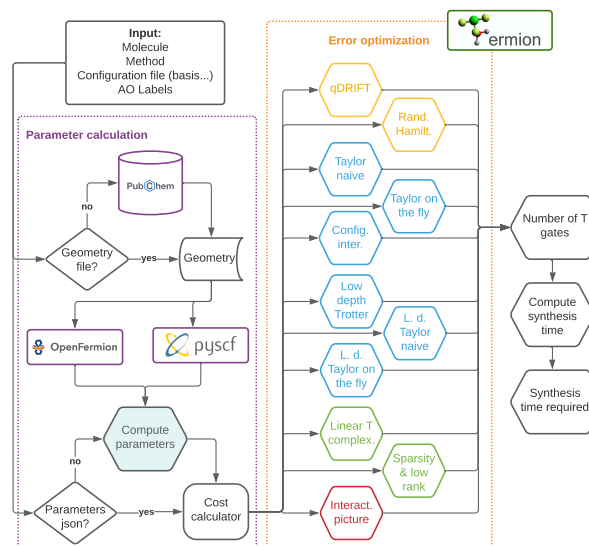 Input:
Molecule
Method
Configuration file (basis...)
AO Labels
Error optimization
ermion
Parameter calculation
PubChem
no
Geometry
file?
yes
Geometry
OpenFermion
pyscf
Compute
parameters
no
Parameters
json?
yes
Cost
calculator
qDRIFT
Rand.
Hamilt.
Taylor
naive
Taylor on
the fly
Config.
inter.
Low
depth
Trotter
L. d.
Taylor
naive
L. d.
Taylor on
the fly
Linear T
complex.
Sparsity
& low
rank
Interact.
picture
Number of T
gates
Compute
synthesis
time
Synthesis
time required